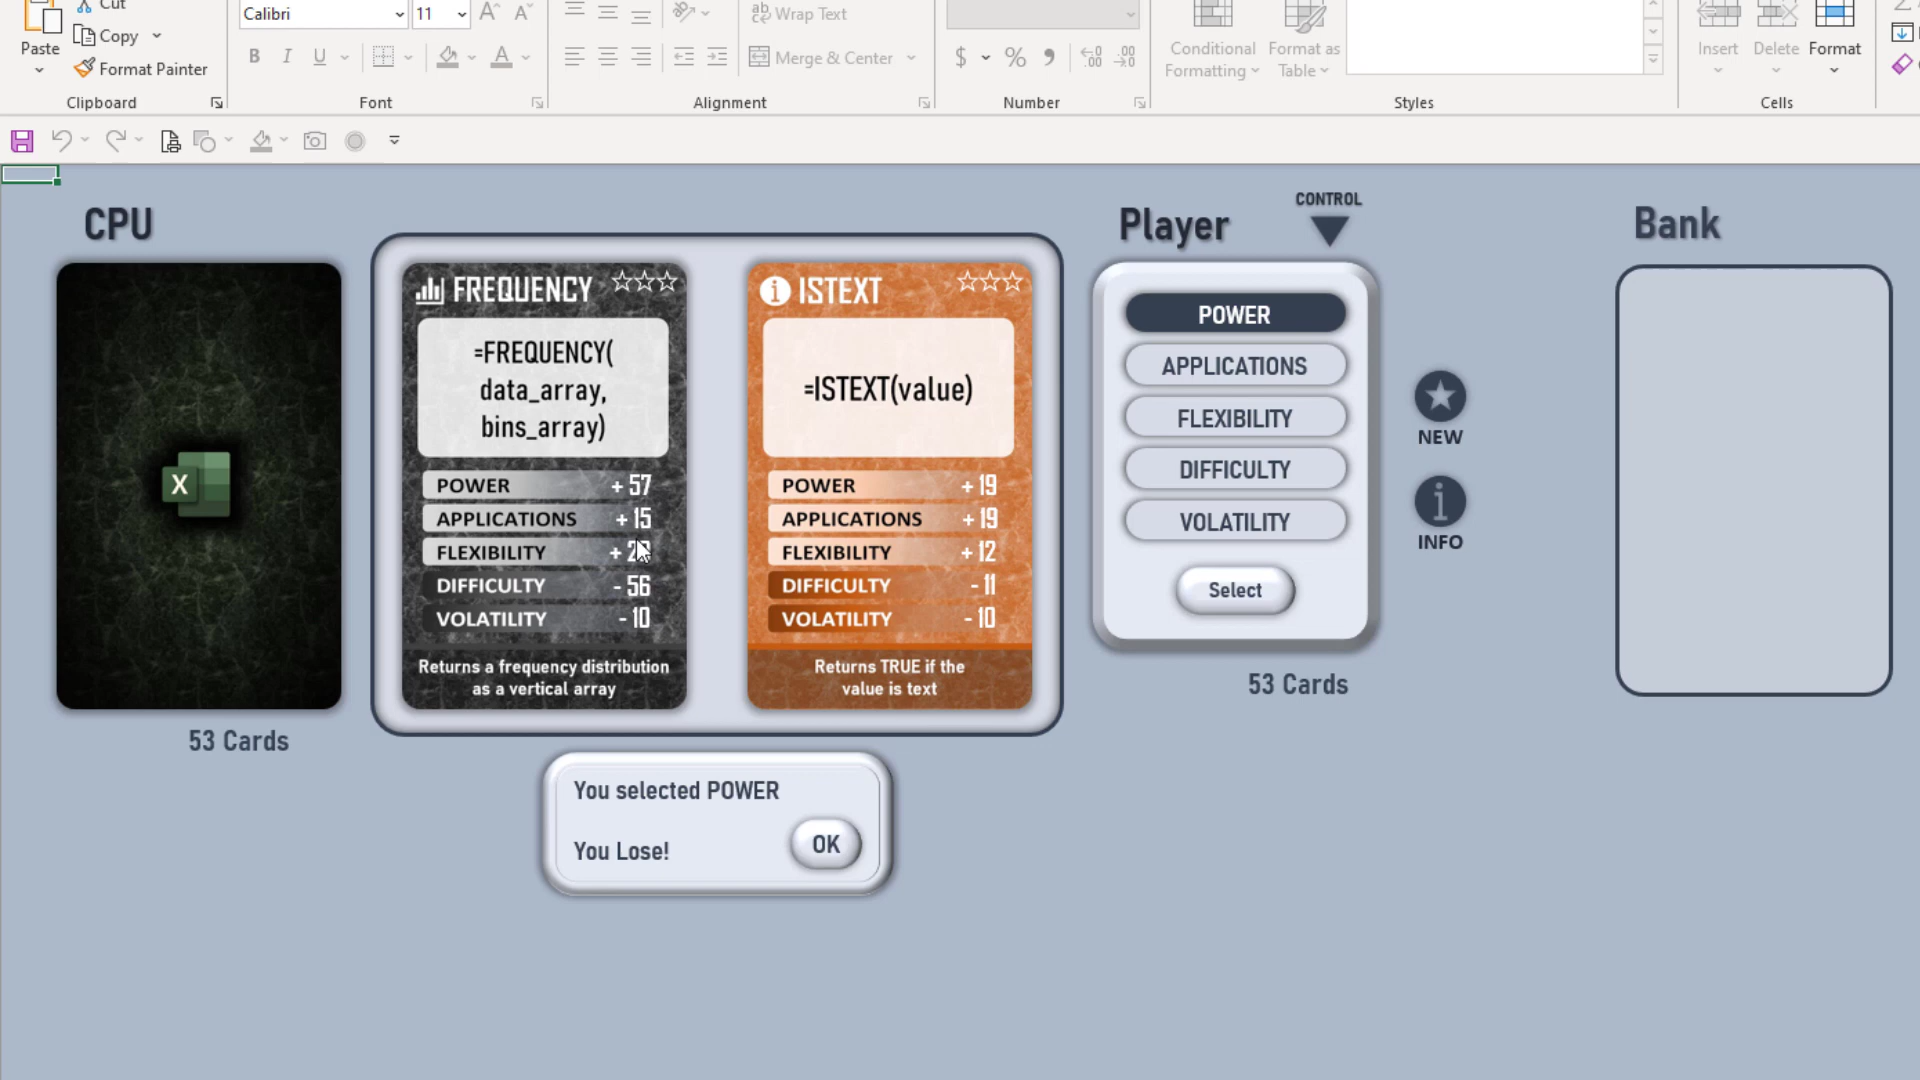 Cut
Copy
Paste
Format Painter
Clipboard
Calibri
11
B I U
Font
ab Wrap Text
Merge & Center
Alignment
$ % 9
Number
Conditional
Formatting
Format as
Table
Styles
Insert
Delete
Format
Cells
CPU
53 Cards
FREQUENCY
=FREQUENCY(
data_array,
bins_array)
POWER + 57
APPLICATIONS + 15
FLEXIBILITY
DIFFICULTY - 56
VOLATILITY - 10
Returns a frequency distribution
as a vertical array
ISTEXT
=ISTEXT(value)
POWER + 19
APPLICATIONS + 19
FLEXIBILITY + 12
DIFFICULTY - 11
VOLATILITY - 10
Returns TRUE if the
value is text
You selected POWER
You Lose!
OK
Player
CONTROL
POWER
APPLICATIONS
FLEXIBILITY
DIFFICULTY
VOLATILITY
Select
53 Cards
NEW
INFO
Bank